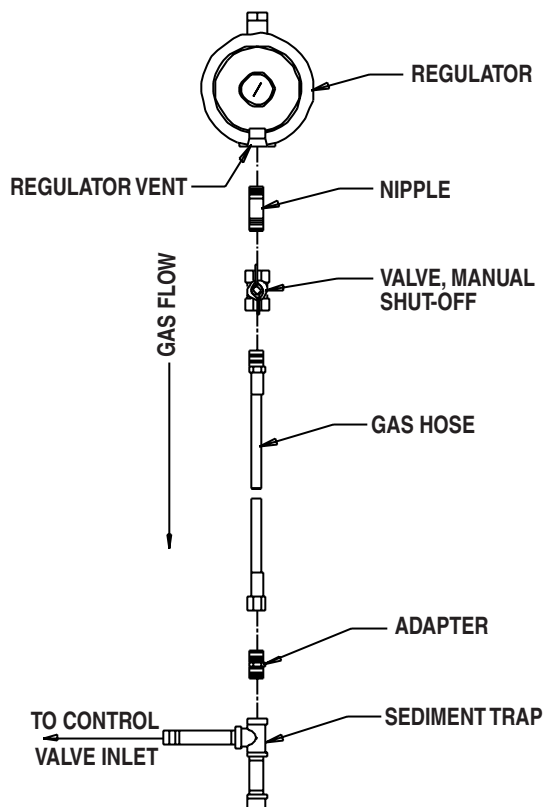 REGULATOR
REGULATOR VENT
NIPPLE
GAS FLOW
VALVE, MANUAL
SHUT-OFF
GAS HOSE
ADAPTER
SEDIMENT TRAP
TO CONTROL
VALVE INLET